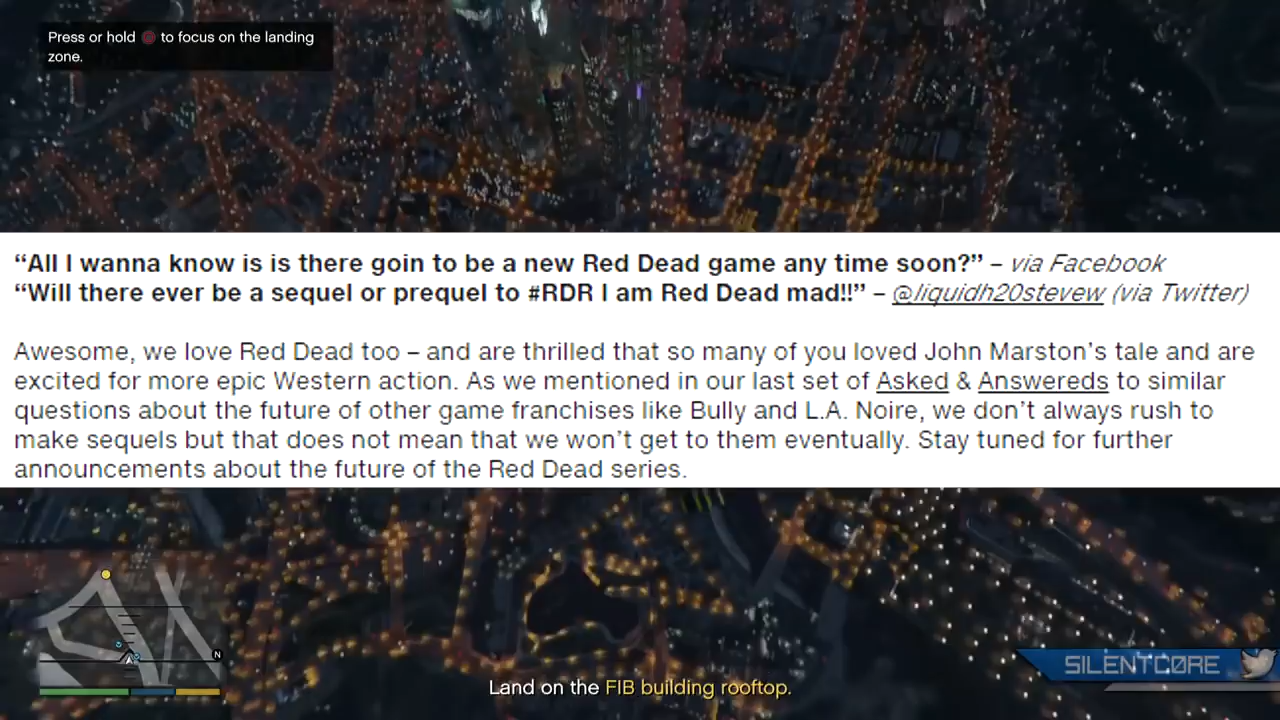 Press or hold to focus on the landing
zone.
“All I wanna know is is there goin to be a new Red Dead game any time soon?” – via Facebook
“Will there ever be a sequel or prequel to #RDR I am Red Dead mad!!” – @liquidh20stevew (via Twitter)
Awesome, we love Red Dead too – and are thrilled that so many of you loved John Marston’s tale and are
excited for more epic Western action. As we mentioned in our last set of Asked & Answereds to similar
questions about the future of other game franchises like Bully and L.A. Noire, we don’t always rush to
make sequels but that does not mean that we won’t get to them eventually. Stay tuned for further
announcements about the future of the Red Dead series.
N
SILENTCØRE
Land on the FIB building rooftop.